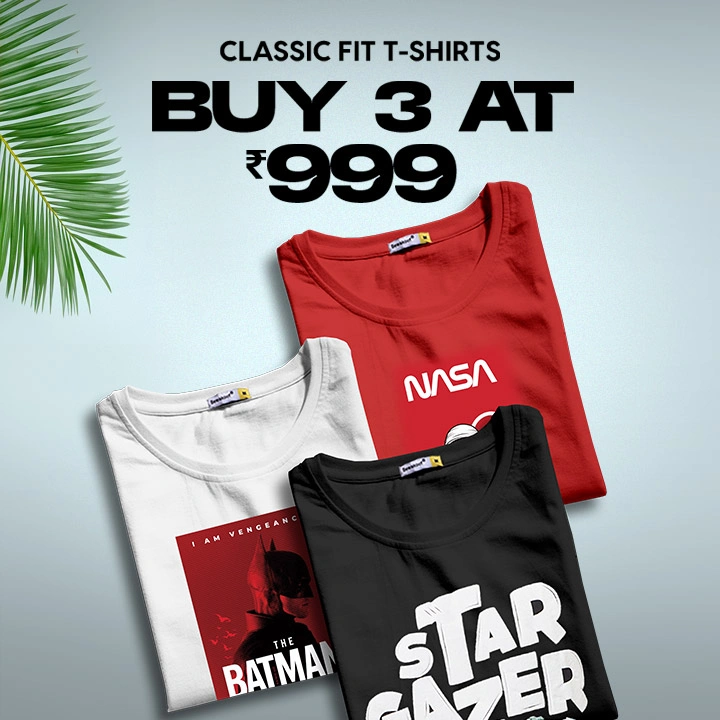 CLASSIC FIT T-SHIRTS
BUY 3 AT
₹999
NASA
I AM VENGEANC
THE
BATMAN
STAR
GAZER